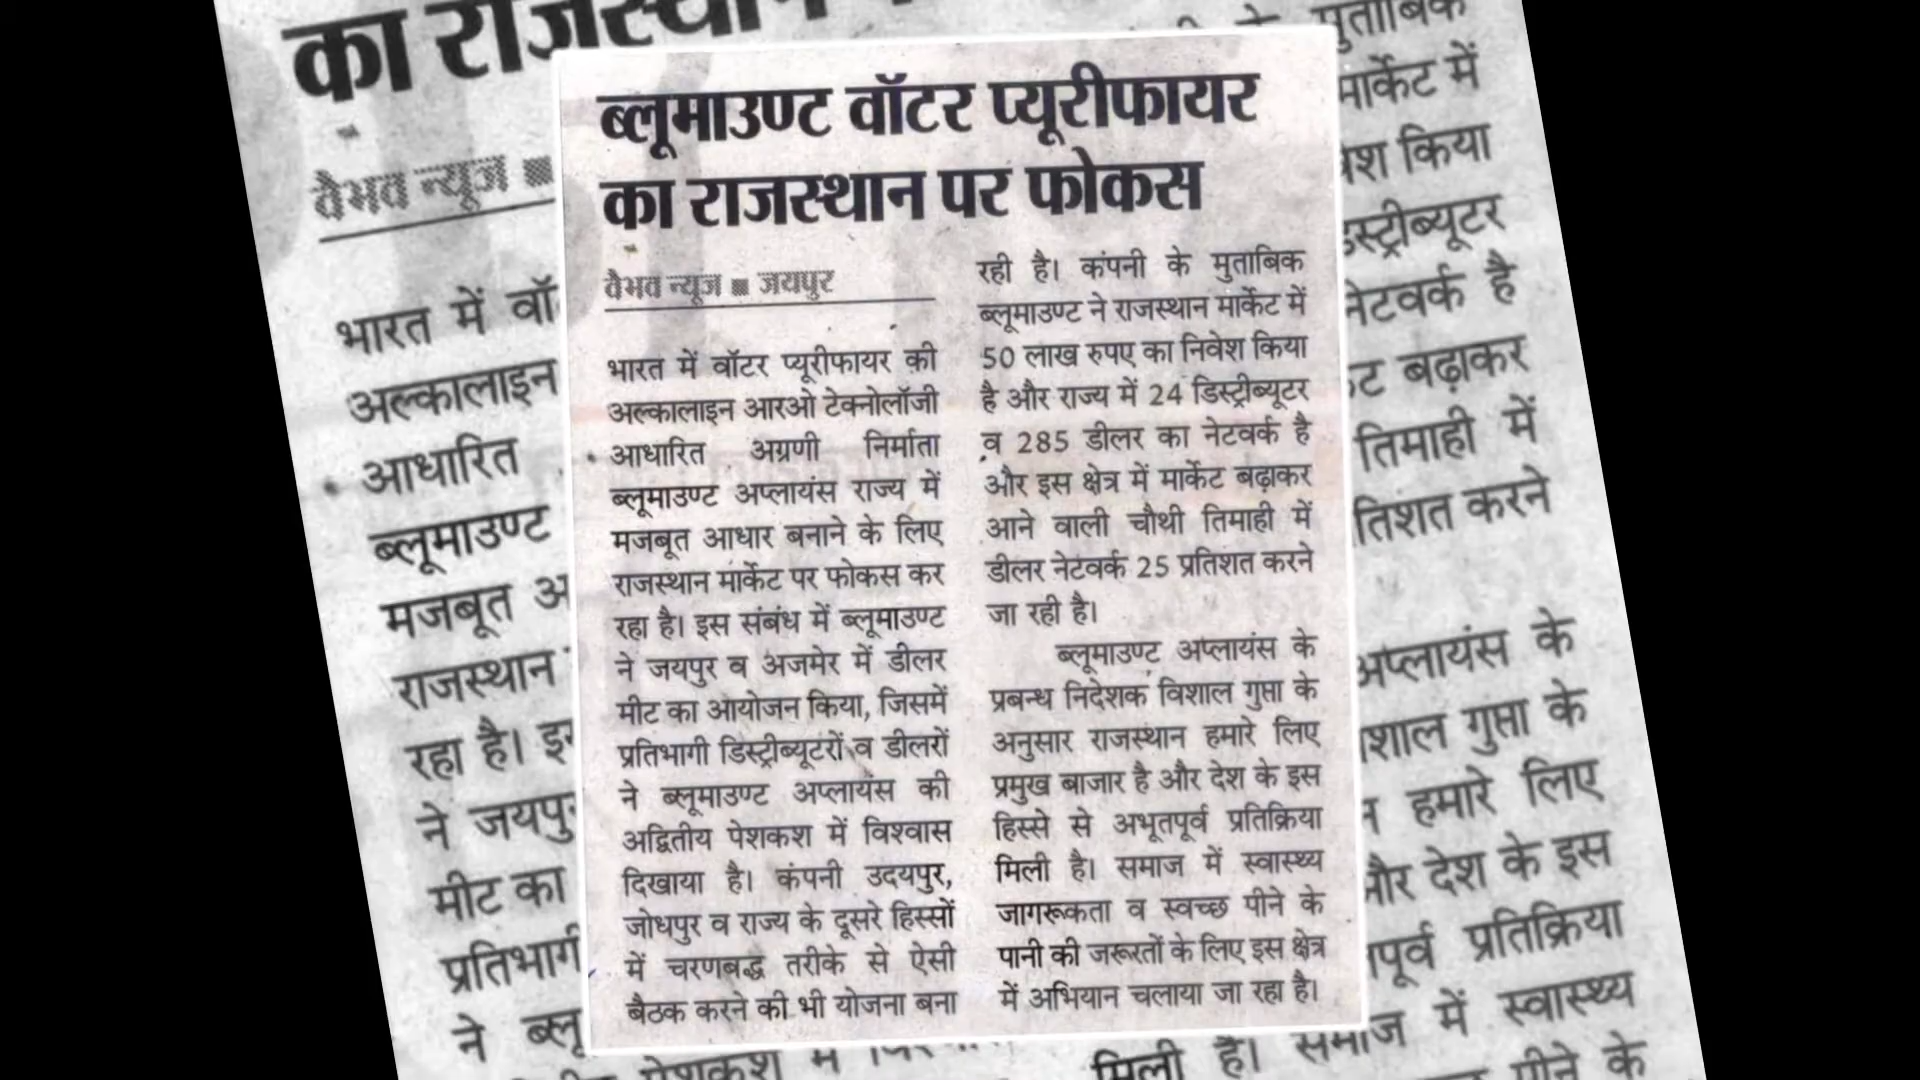 ब्लूमाउण्ट वॉटर प्यूरीफायर
का राजस्थान पर फोकस
वैभव न्यूज ■ जयपुर
भारत में वॉटर प्यूरीफायर की
अल्कालाइन आरओ टेक्नोलॉजी
आधारित अग्रणी निर्माता
ब्लूमाउण्ट अप्लायंस राज्य में
मजबूत आधार बनाने के लिए
राजस्थान मार्केट पर फोकस कर
रहा है। इस संबंध में ब्लूमाउण्ट
ने जयपुर व अजमेर में डीलर
मीट का आयोजन किया, जिसमें
प्रतिभागी डिस्ट्रीब्यूटरों व डीलरों
ने ब्लूमाउण्ट अप्लायंस की
अद्वितीय पेशकश में विश्वास
दिखाया है। कंपनी उदयपुर,
जोधपुर व राज्य के दूसरे हिस्सों
में चरणबद्ध तरीके से ऐसी
बैठक करने की भी योजना बना
रही है। कंपनी के मुताबिक
ब्लूमाउण्ट ने राजस्थान मार्केट में
50 लाख रुपए का निवेश किया
है और राज्य में 24 डिस्ट्रीब्यूटर
व 285 डीलर का नेटवर्क है
और इस क्षेत्र में मार्केट बढ़ाकर
आने वाली चौथी तिमाही में
डीलर नेटवर्क 25 प्रतिशत करने
जा रही है।
ब्लूमाउण्ट अप्लायंस के
प्रबन्ध निदेशक विशाल गुप्ता के
अनुसार राजस्थान हमारे लिए
प्रमुख बाजार है और देश के इस
हिस्से से अभूतपूर्व प्रतिक्रिया
मिली है। समाज में स्वास्थ्य
जागरूकता व स्वच्छ पीने के
पानी की जरूरतों के लिए इस क्षेत्र
में अभियान चलाया जा रहा है।